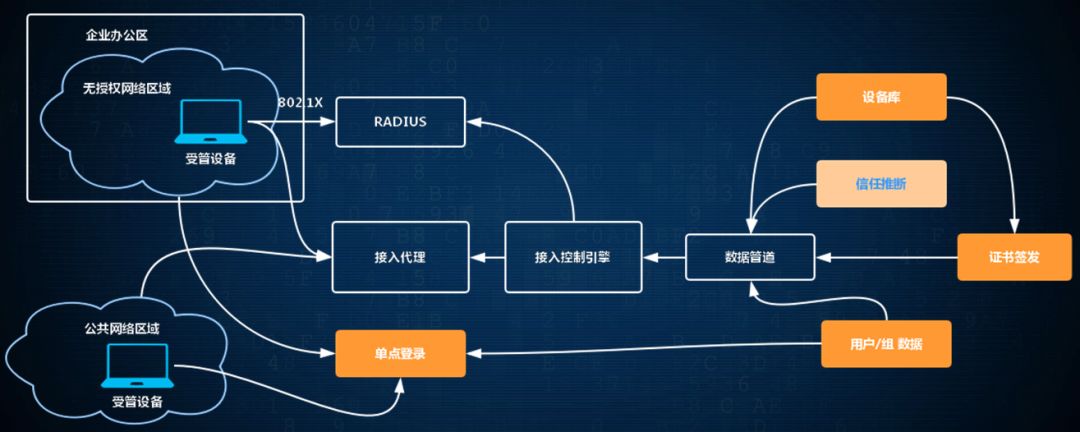 企业办公区
无授权网络区域
受管设备
802.1X
RADIUS
设备库
信任推断
接入代理
接入控制引擎
数据管道
证书签发
公共网络区域
受管设备
单点登录
用户/组 数据